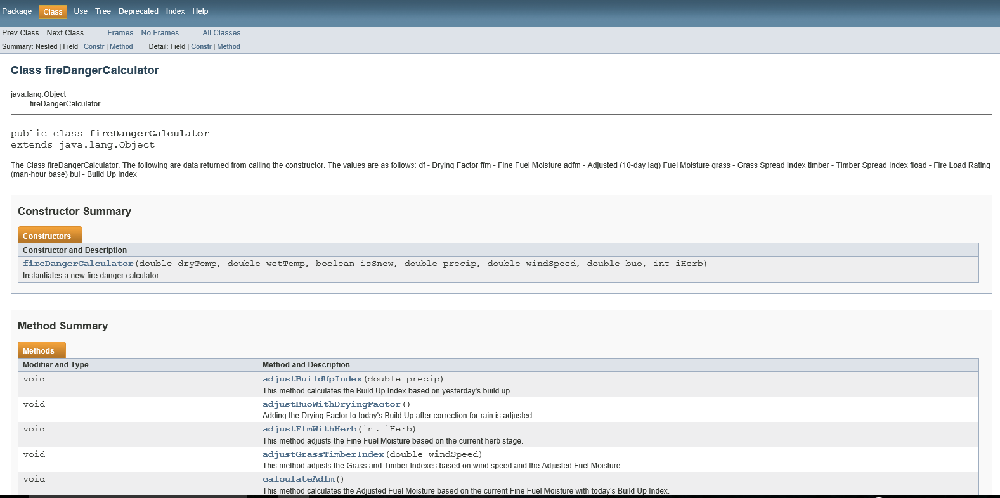 Package Class Use Tree Deprecated Index Help
Prev Class Next Class Frames No Frames All Classes
Summary: Nested | Field | Constr | Method Detail: Field | Constr | Method
Class fireDangerCalculator
java.lang.Object
fireDangerCalculator
public class fireDangerCalculator
extends java.lang.Object
The Class fireDangerCalculator. The following are data returned from calling the constructor. The values are as follows: df - Drying Factor ffm - Fine Fuel Moisture adfm - Adjusted (10-day lag) Fuel Moisture grass - Grass Spread Index timber - Timber Spread Index fload - Fire Load Rating
(man-hour base) bui - Build Up Index
Constructor Summary
Constructors
Constructor and Description
fireDangerCalculator(double dryTemp, double wetTemp, boolean isSnow, double precip, double windSpeed, double buo, int iHerb)
Instantiates a new fire danger calculator.
Method Summary
Methods
Modifier and Type Method and Description
void adjustBuildUpIndex(double precip)
This method calculates the Build Up Index based on yesterday's build up.
void adjustBuoWithDryingFactor()
Adding the Drying Factor to today's Build Up after correction for rain is adjusted.
void adjustFfmWithHerb(int iHerb)
This method adjusts the Fine Fuel Moisture based on the current herb stage.
void adjustGrassTimberIndex(double windSpeed)
This method adjusts the Grass and Timber Indexes based on wind speed and the Adjusted Fuel Moisture.
void calculateAdfm()
This method calculates the Adjusted Fuel Moisture based on the current Fine Fuel Moisture with today's Build Up Index.